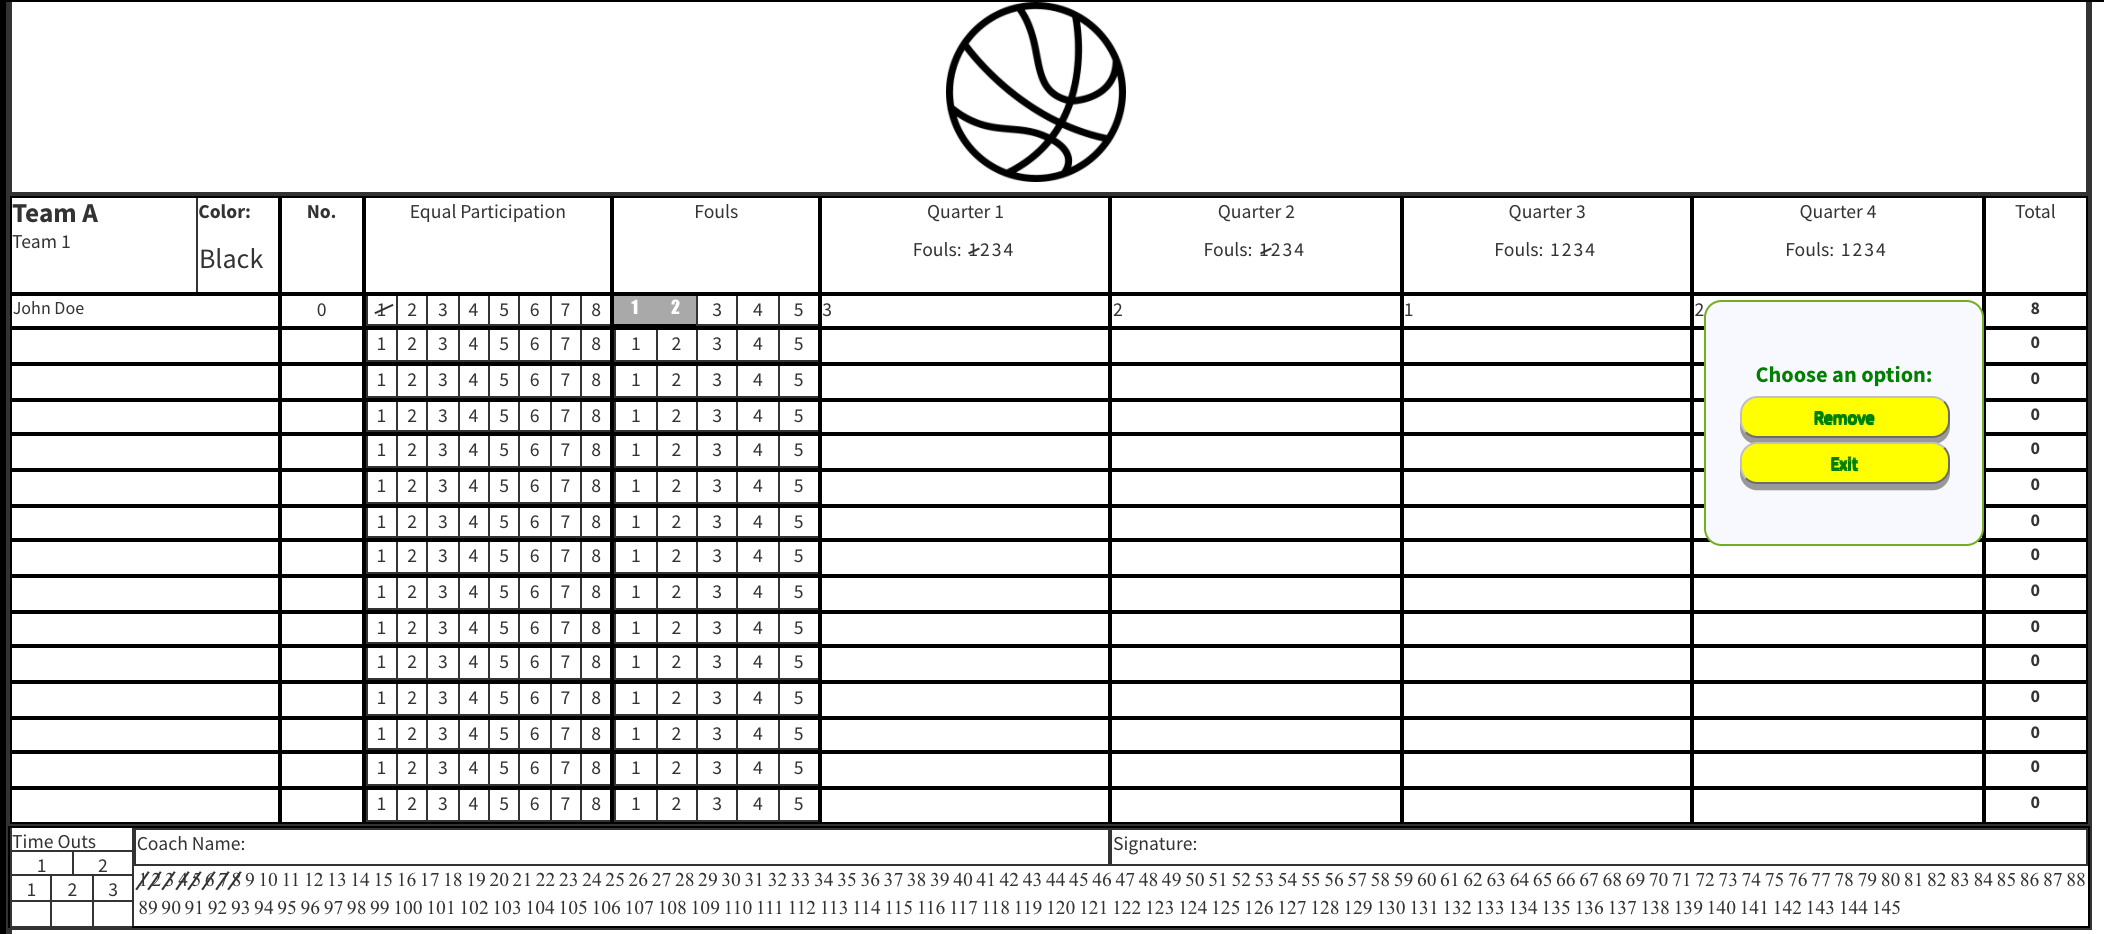 Team A Color: No. Equal Participation Fouls Quarter 1 Quarter 2 Quarter 3 Quarter 4 Total
Team 1 Black Fouls: 1234 Fouls: 1234 Fouls: 1234 Fouls: 1234
John Doe 0 1 2 3 4 5 6 7 8 1 2 3 4 5 3 2 1 2 8
1 2 3 4 5 6 7 8 1 2 3 4 5 0
Choose an option:
1 2 3 4 5 6 7 8 1 2 3 4 5 0
Remove
1 2 3 4 5 6 7 8 1 2 3 4 5 0
1 2 3 4 5 6 7 8 1 2 3 4 5 0
Exit
1 2 3 4 5 6 7 8 1 2 3 4 5 0
1 2 3 4 5 6 7 8 1 2 3 4 5 0
1 2 3 4 5 6 7 8 1 2 3 4 5 0
1 2 3 4 5 6 7 8 1 2 3 4 5 0
1 2 3 4 5 6 7 8 1 2 3 4 5 0
1 2 3 4 5 6 7 8 1 2 3 4 5 0
1 2 3 4 5 6 7 8 1 2 3 4 5 0
1 2 3 4 5 6 7 8 1 2 3 4 5 0
1 2 3 4 5 6 7 8 1 2 3 4 5 0
1 2 3 4 5 6 7 8 1 2 3 4 5 0
Time Outs Coach Name: Signature:
1 2
1 2 3
1 2 3 4 5 6 7 8 9 10 11 12 13 14 15 16 17 18 19 20 21 22 23 24 25 26 27 28 29 30 31 32 33 34 35 36 37 38 39 40 41 42 43 44 45 46 47 48 49 50 51 52 53 54 55 56 57 58 59 60 61 62 63 64 65 66 67 68 69 70 71 72 73 74 75 76 77 78 79 80 81 82 83 84 85 86 87 88
89 90 91 92 93 94 95 96 97 98 99 100 101 102 103 104 105 106 107 108 109 110 111 112 113 114 115 116 117 118 119 120 121 122 123 124 125 126 127 128 129 130 131 132 133 134 135 136 137 138 139 140 141 142 143 144 145